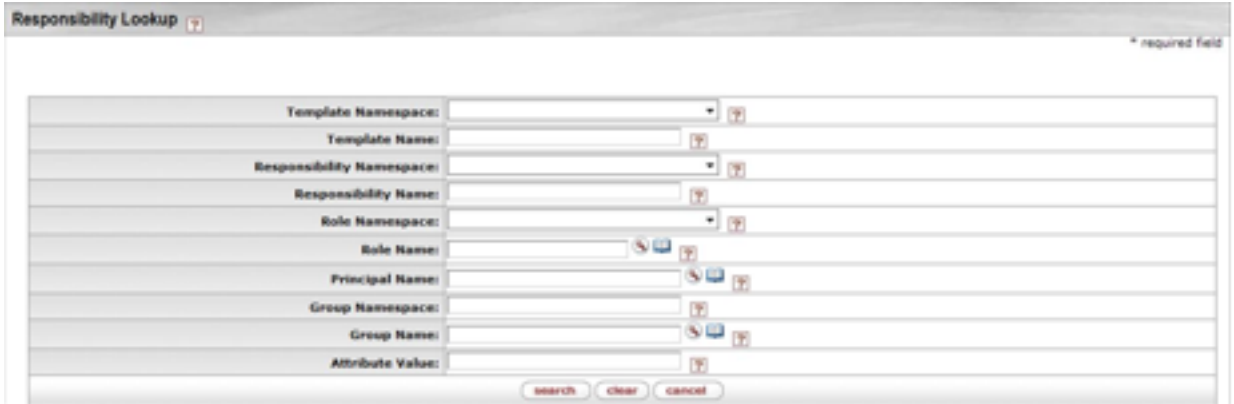 Responsibility Lookup ?
* required field
Template Namespace: ?
Template Name: ?
Responsibility Namespace: ?
Responsibility Name: ?
Role Namespace: ?
Role Name: ?
Principal Name: ?
Group Namespace: ?
Group Name: ?
Attribute Value: ?
search clear cancel